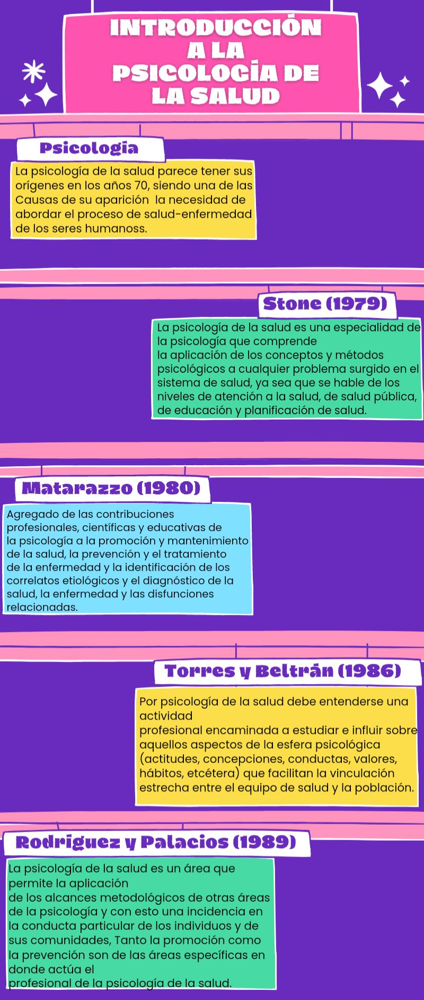 INTRODUCCIÓN
A LA
PSICOLOGÍA DE
LA SALUD
Psicología
La psicología de la salud parece tener sus
orígenes en los años 70, siendo una de las
Causas de su aparición  la necesidad de
abordar el proceso de salud-enfermedad
de los seres humanoss.
Stone (1979)
La psicología de la salud es una especialidad de
la psicología que comprende
la aplicación de los conceptos y métodos
psicológicos a cualquier problema surgido en el
sistema de salud, ya sea que se hable de los
niveles de atención a la salud, de salud pública,
de educación y planificación de salud.
Matarazzo (1980)
Agregado de las contribuciones
profesionales, científicas y educativas de
la psicología a la promoción y mantenimiento
de la salud, la prevención y el tratamiento
de la enfermedad y la identificación de los
correlatos etiológicos y el diagnóstico de la
salud, la enfermedad y las disfunciones
relacionadas.
Torres y Beltrán (1986)
Por psicología de la salud debe entenderse una
actividad
profesional encaminada a estudiar e influir sobre
aquellos aspectos de la esfera psicológica
(actitudes, concepciones, conductas, valores,
hábitos, etcétera) que facilitan la vinculación
estrecha entre el equipo de salud y la población.
Rodríguez y Palacios (1989)
La psicología de la salud es un área que
permite la aplicación
de los alcances metodológicos de otras áreas
de la psicología y con esto una incidencia en
la conducta particular de los individuos y de
sus comunidades, Tanto la promoción como
la prevención son de las áreas específicas en
donde actúa el
profesional de la psicología de la salud.